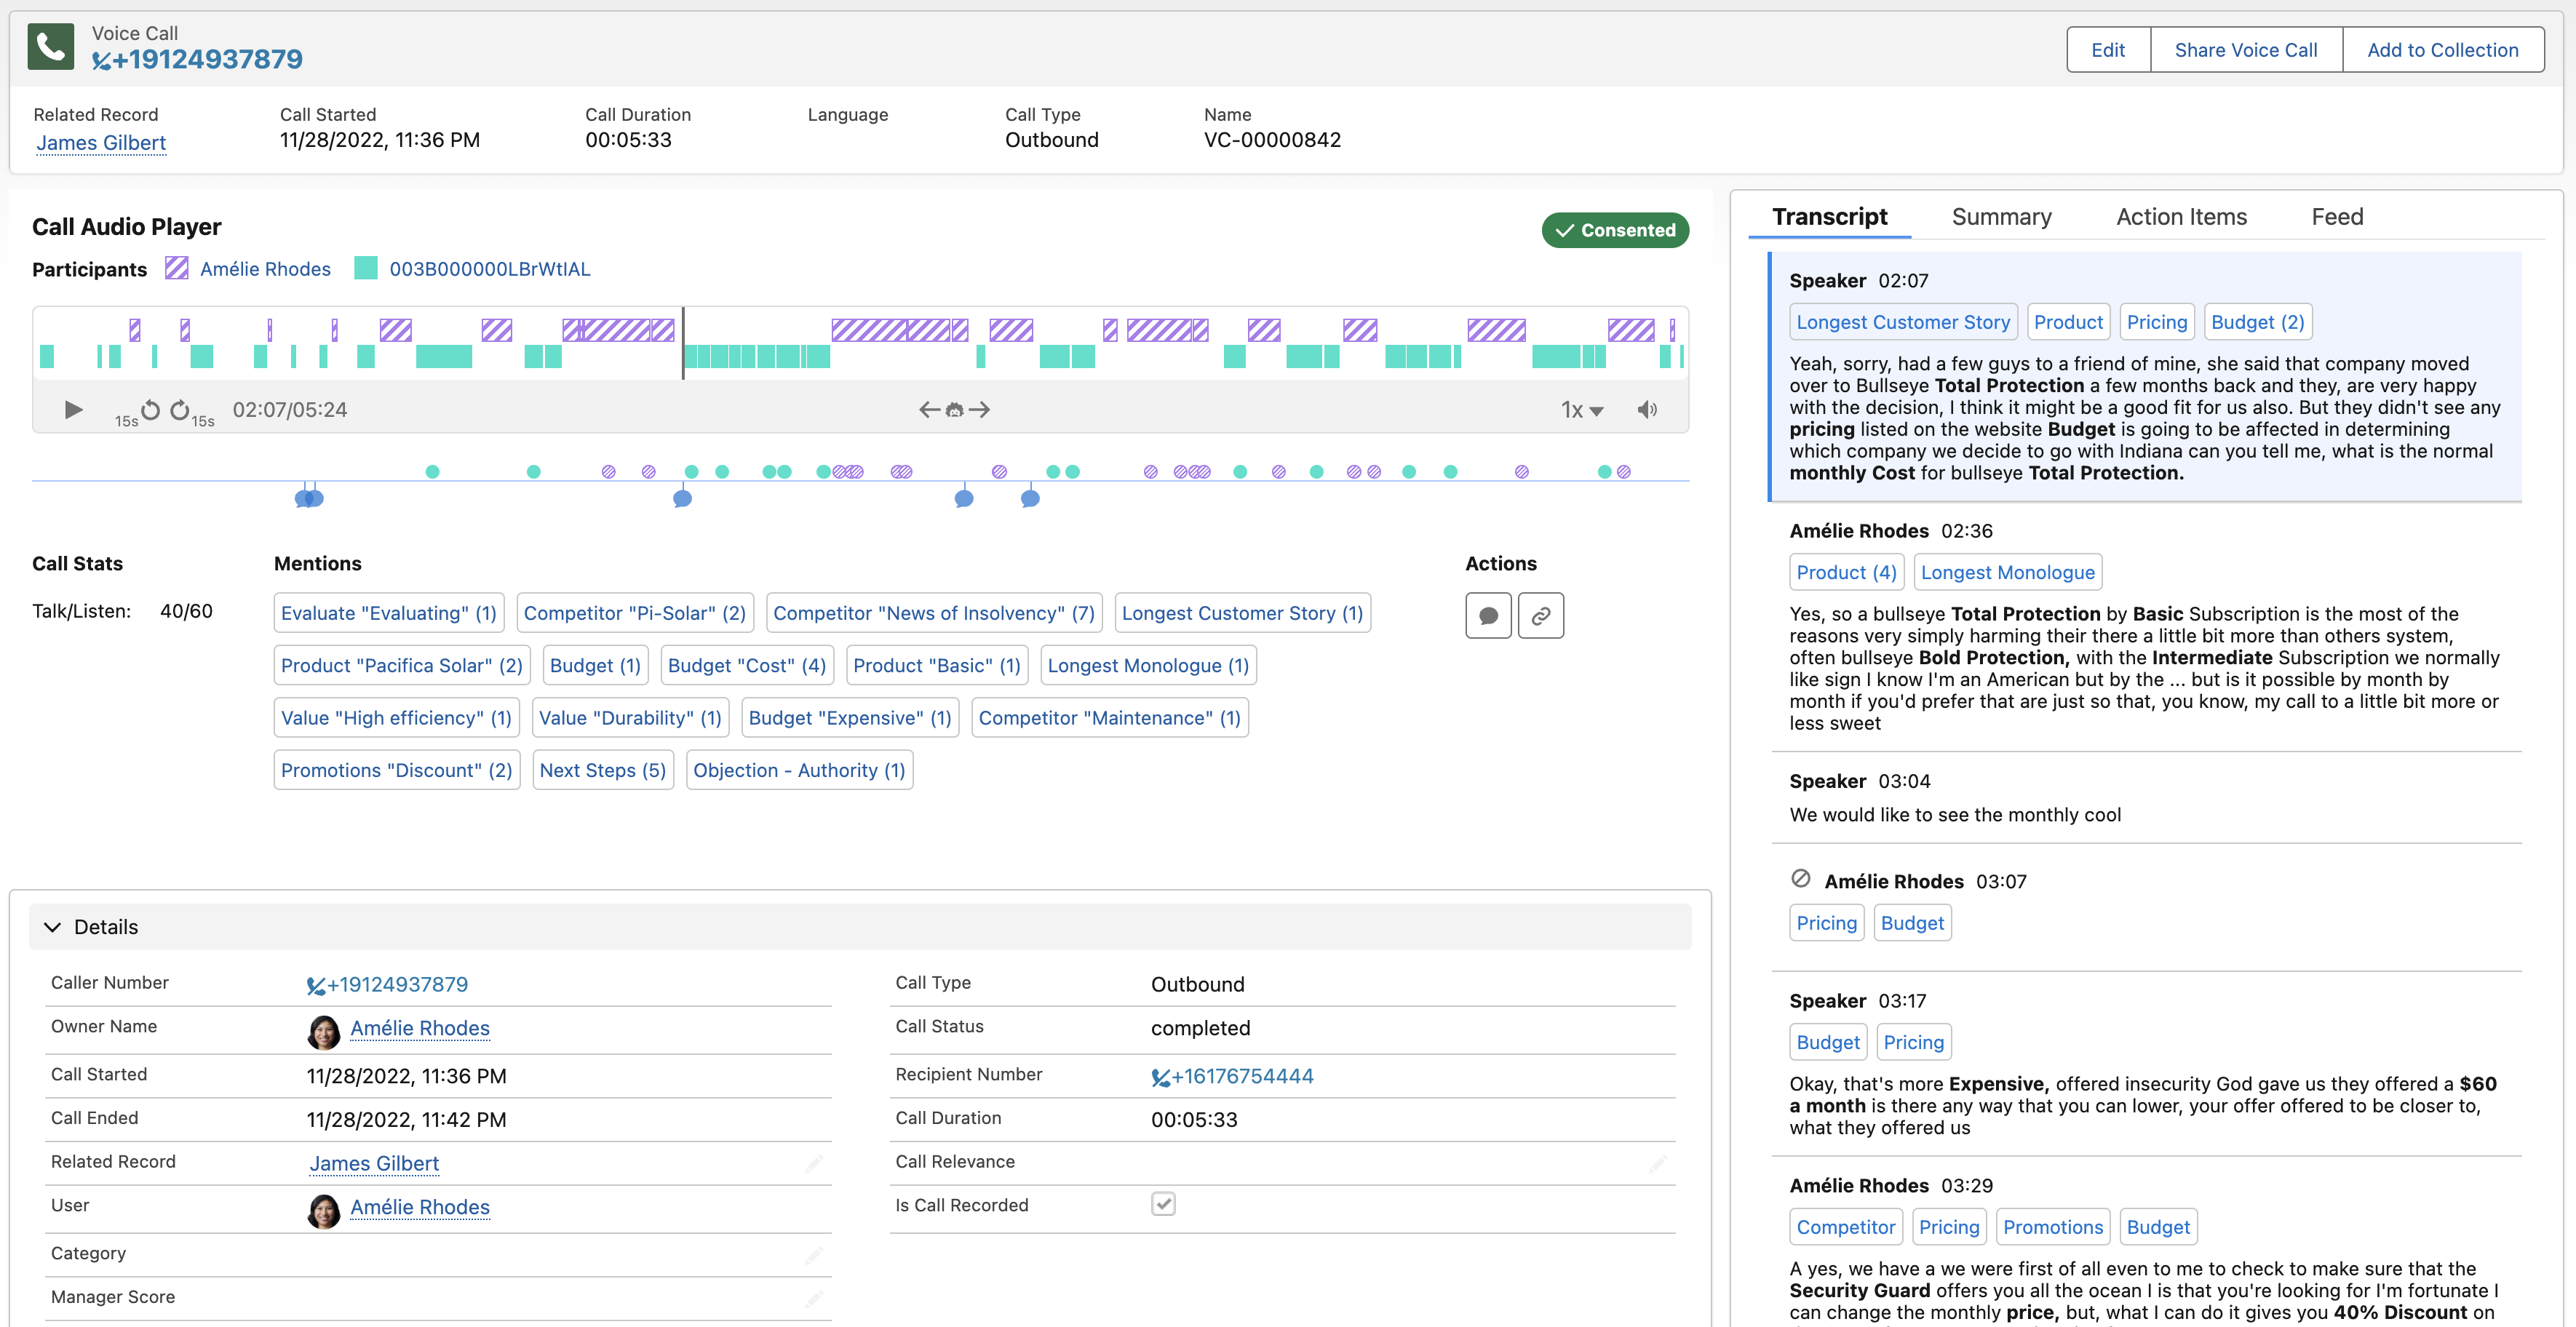 Voice Call
+19124937879
Edit
Share Voice Call
Add to Collection
Related Record
James Gilbert
Call Started
11/28/2022, 11:36 PM
Call Duration
00:05:33
Language
Call Type
Outbound
Name
VC-00000842
Call Audio Player
Consented
Participants Amélie Rhodes 003B000000LBrWtIAL
15s 15s 02:07/05:24
1x
Call Stats
Talk/Listen: 40/60
Mentions
Evaluate "Evaluating" (1) Competitor "Pi-Solar" (2) Competitor "News of Insolvency" (7) Longest Customer Story (1)
Product "Pacifica Solar" (2) Budget (1) Budget "Cost" (4) Product "Basic" (1) Longest Monologue (1)
Value "High efficiency" (1) Value "Durability" (1) Budget "Expensive" (1) Competitor "Maintenance" (1)
Promotions "Discount" (2) Next Steps (5) Objection - Authority (1)
Actions
Details
Caller Number +19124937879
Owner Name Amélie Rhodes
Call Started 11/28/2022, 11:36 PM
Call Ended 11/28/2022, 11:42 PM
Related Record James Gilbert
User Amélie Rhodes
Category
Manager Score
Call Type Outbound
Call Status completed
Recipient Number +16176754444
Call Duration 00:05:33
Call Relevance
Is Call Recorded
Transcript Summary Action Items Feed
Speaker 02:07
Longest Customer Story Product Pricing Budget (2)
Yeah, sorry, had a few guys to a friend of mine, she said that company moved
over to Bullseye Total Protection a few months back and they, are very happy
with the decision, I think it might be a good fit for us also. But they didn't see any
pricing listed on the website Budget is going to be affected in determining
which company we decide to go with Indiana can you tell me, what is the normal
monthly Cost for bullseye Total Protection.
Amélie Rhodes 02:36
Product (4) Longest Monologue
Yes, so a bullseye Total Protection by Basic Subscription is the most of the
reasons very simply harming their there a little bit more than others system,
often bullseye Bold Protection, with the Intermediate Subscription we normally
like sign I know I'm an American but by the ... but is it possible by month by
month if you'd prefer that are just so that, you know, my call to a little bit more or
less sweet
Speaker 03:04
We would like to see the monthly cool
Amélie Rhodes 03:07
Pricing Budget
Speaker 03:17
Budget Pricing
Okay, that's more Expensive, offered insecurity God gave us they offered a $60
a month is there any way that you can lower, your offer offered to be closer to,
what they offered us
Amélie Rhodes 03:29
Competitor Pricing Promotions Budget
A yes, we have a we were first of all even to me to check to make sure that the
Security Guard offers you all the ocean I is that you're looking for I'm fortunate I
can change the monthly price, but, what I can do it gives you 40% Discount on